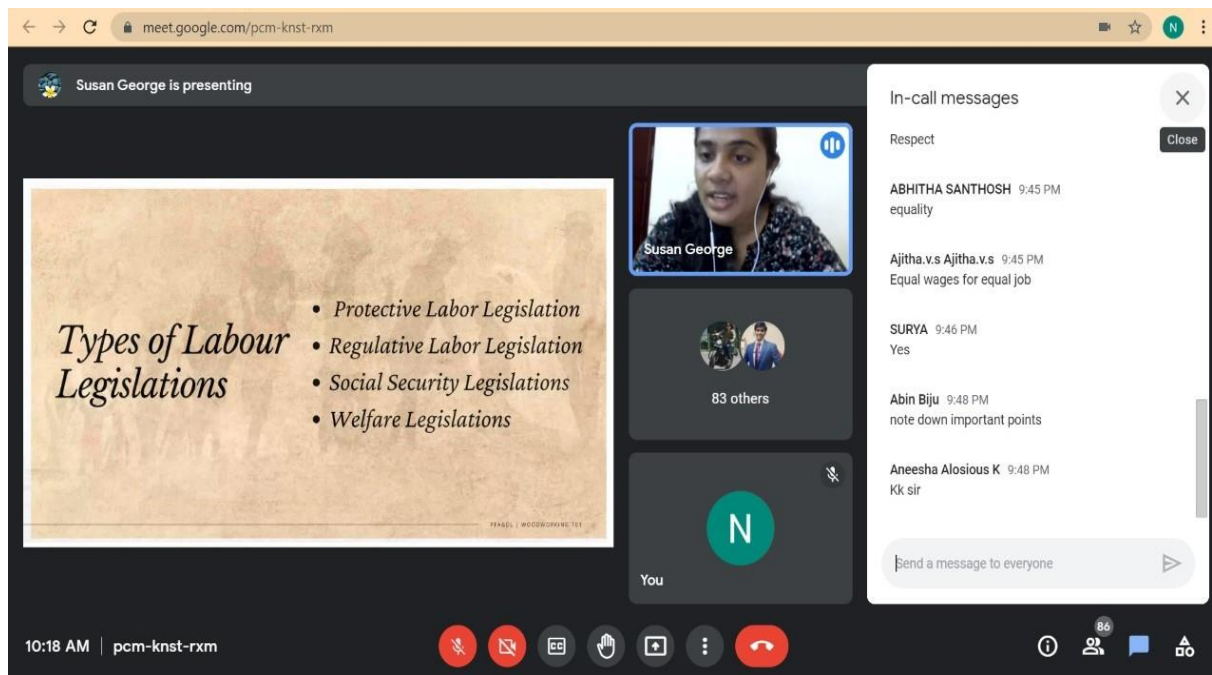 meet.google.com/pcm-knst-rxm
N
Susan George is presenting
Types of Labour
Legislations
• Protective Labor Legislation
• Regulative Labor Legislation
• Social Security Legislations
• Welfare Legislations
WOODWORKING 101
Susan George
83 others
N
You
In-call messages
Close
Respect
ABHITHA SANTHOSH 9:45 PM
equality
Ajitha.v.s Ajitha.v.s 9:45 PM
Equal wages for equal job
SURYA 9:46 PM
Yes
Abin Biju 9:48 PM
note down important points
Aneesha Alosious K 9:48 PM
Kk sir
Send a message to everyone
10:18 AM | pcm-knst-rxm
CC
86